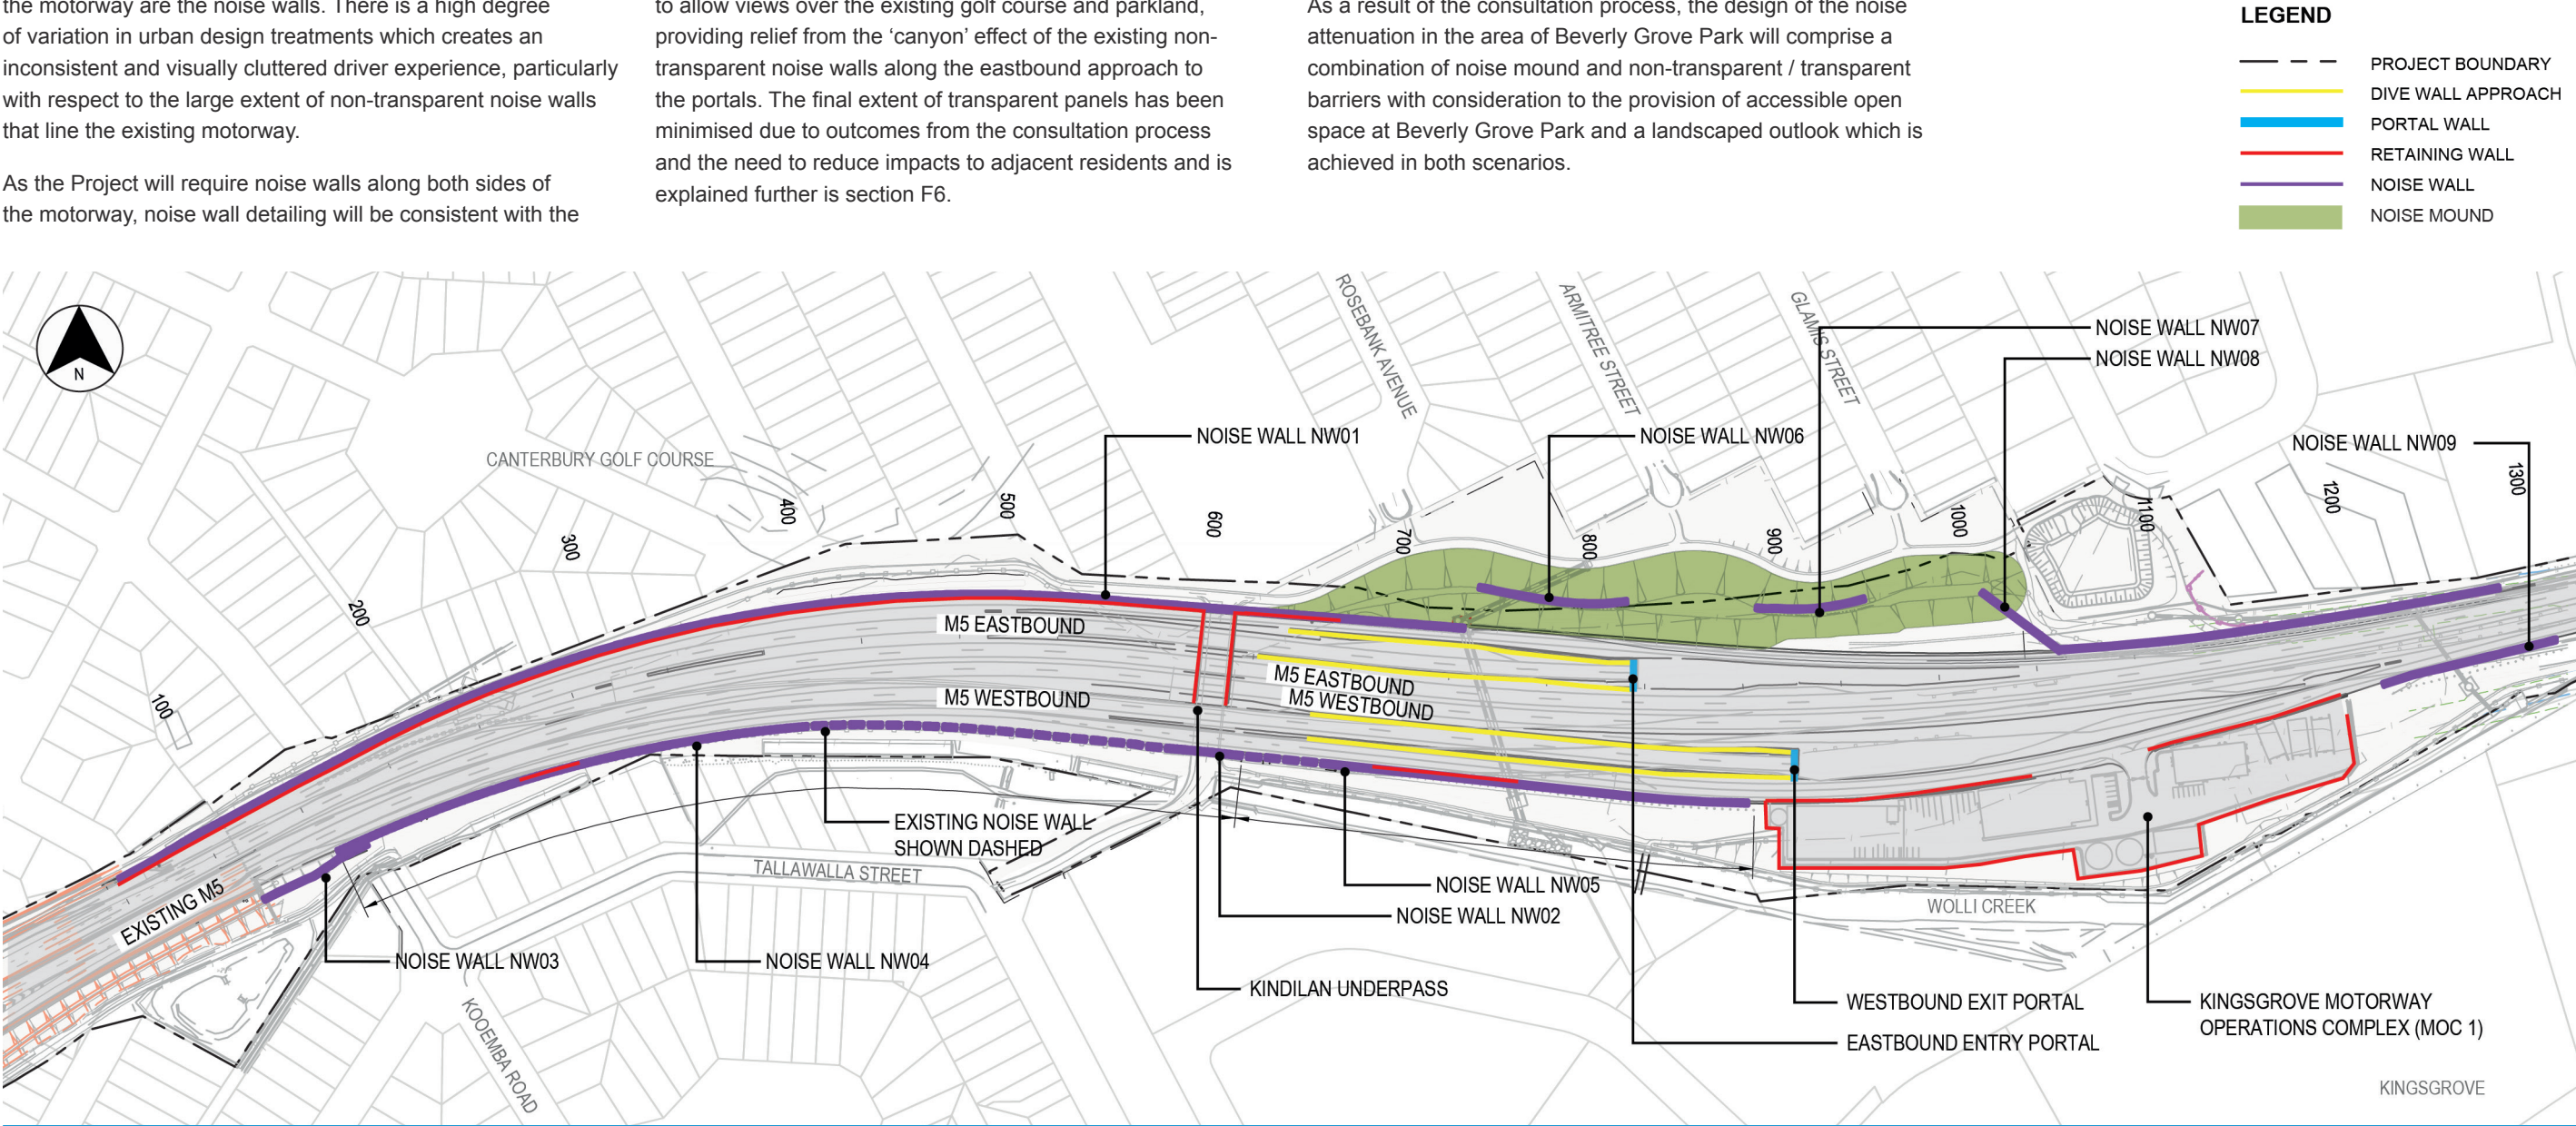 the motorway are the noise walls. There is a high degree
of variation in urban design treatments which creates an
inconsistent and visually cluttered driver experience, particularly
with respect to the large extent of non-transparent noise walls
that line the existing motorway.
As the Project will require noise walls along both sides of
the motorway, noise wall detailing will be consistent with the
to allow views over the existing golf course and parkland,
providing relief from the ‘canyon’ effect of the existing non-
transparent noise walls along the eastbound approach to
the portals. The final extent of transparent panels has been
minimised due to outcomes from the consultation process
and the need to reduce impacts to adjacent residents and is
explained further is section F6.
As a result of the consultation process, the design of the noise
attenuation in the area of Beverly Grove Park will comprise a
combination of noise mound and non-transparent / transparent
barriers with consideration to the provision of accessible open
space at Beverly Grove Park and a landscaped outlook which is
achieved in both scenarios.
LEGEND
PROJECT BOUNDARY
DIVE WALL APPROACH
PORTAL WALL
RETAINING WALL
NOISE WALL
NOISE MOUND
N
ROSEBANK AVENUE
ARMITREE STREET
GLAMIS STREET
NOISE WALL NW07
NOISE WALL NW08
NOISE WALL NW01
NOISE WALL NW06
NOISE WALL NW09
CANTERBURY GOLF COURSE
100
200
300
400
500
600
700
800
900
1000
1100
1200
1300
M5 EASTBOUND
M5 WESTBOUND
M5 EASTBOUND
M5 WESTBOUND
EXISTING NOISE WALL
SHOWN DASHED
TALLAWALLA STREET
NOISE WALL NW05
NOISE WALL NW02
WOLLI CREEK
EXISTING M5
NOISE WALL NW03
NOISE WALL NW04
KINDILAN UNDERPASS
WESTBOUND EXIT PORTAL
EASTBOUND ENTRY PORTAL
KINGSGROVE MOTORWAY
OPERATIONS COMPLEX (MOC 1)
KOOEMBA ROAD
KINGSGROVE